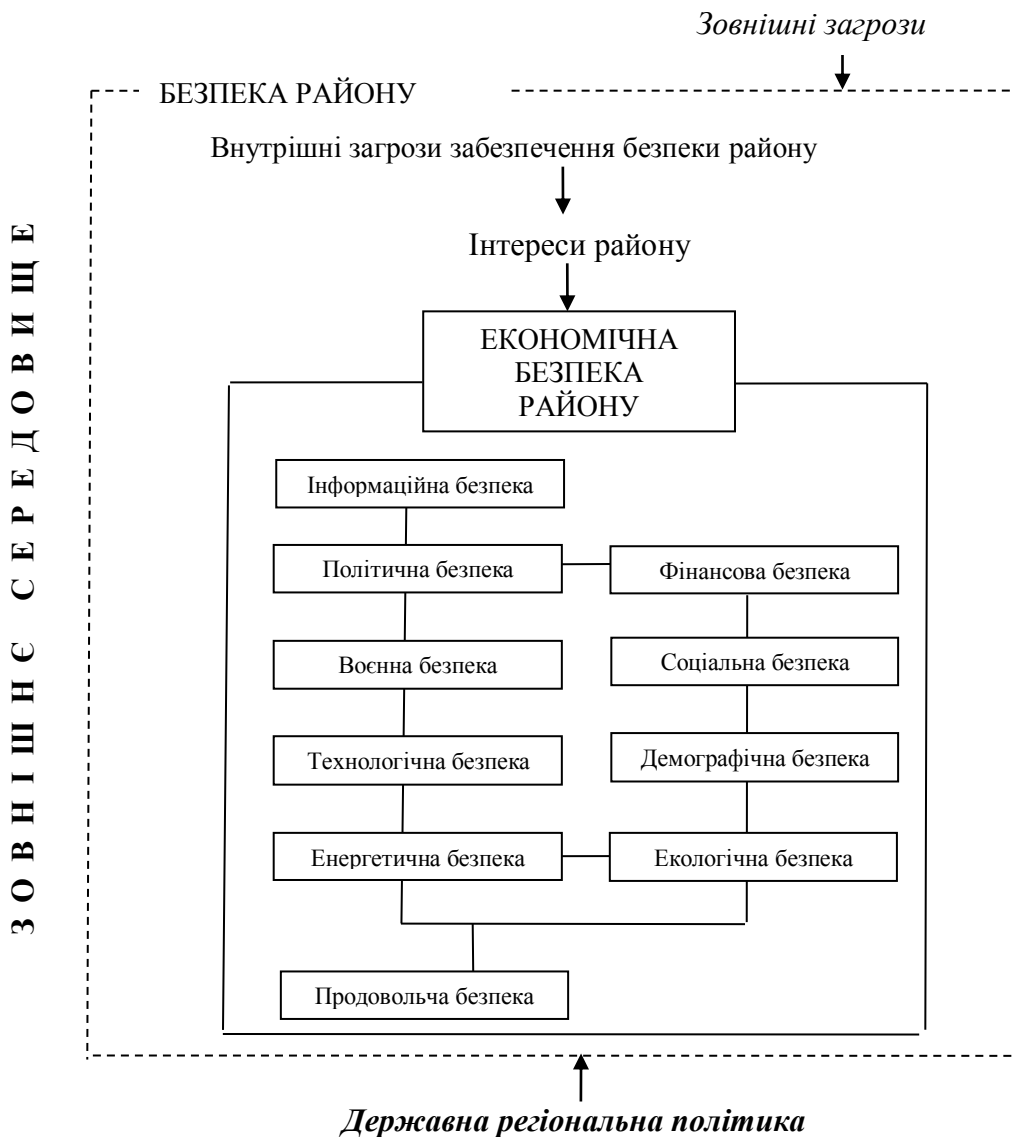 Зовнішні загрози
БЕЗПЕКА РАЙОНУ
Внутрішні загрози забезпечення безпеки району
Інтереси району
ЕКОНОМІЧНА
БЕЗПЕКА
РАЙОНУ
ЗОВНІШНЄ СЕРЕДОВИЩЕ
Інформаційна безпека
Політична безпека
Фінансова безпека
Воєнна безпека
Соціальна безпека
Технологічна безпека
Демографічна безпека
Енергетична безпека
Екологічна безпека
Продовольча безпека
Державна регіональна політика